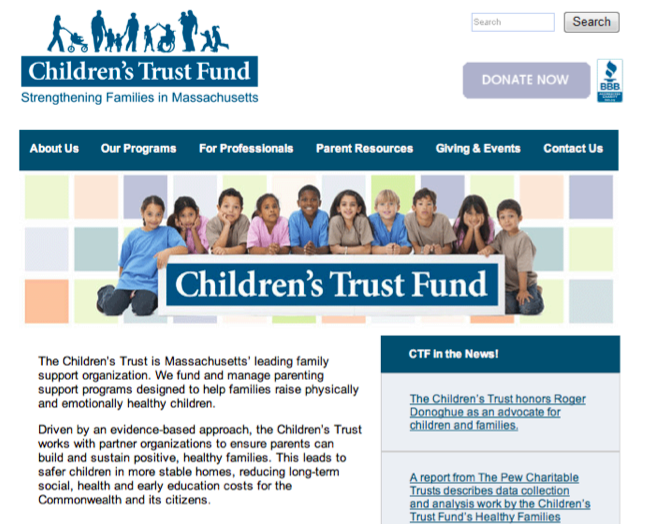 Search
Search
Children's Trust Fund
Strengthening Families in Massachusetts
DONATE NOW
BBB
About Us
Our Programs
For Professionals
Parent Resources
Giving & Events
Contact Us
Children's Trust Fund
The Children's Trust is Massachusetts' leading family
support organization. We fund and manage parenting
support programs designed to help families raise physically
and emotionally healthy children.
Driven by an evidence-based approach, the Children's Trust
works with partner organizations to ensure parents can
build and sustain positive, healthy families. This leads to
safer children in more stable homes, reducing long-term
social, health and early education costs for the
Commonwealth and its citizens.
CTF in the News!
The Children's Trust honors Roger
Donoghue as an advocate for
children and families.
A report from The Pew Charitable
Trusts describes data collection
and analysis work by the Children's
Trust Fund's Healthy Families